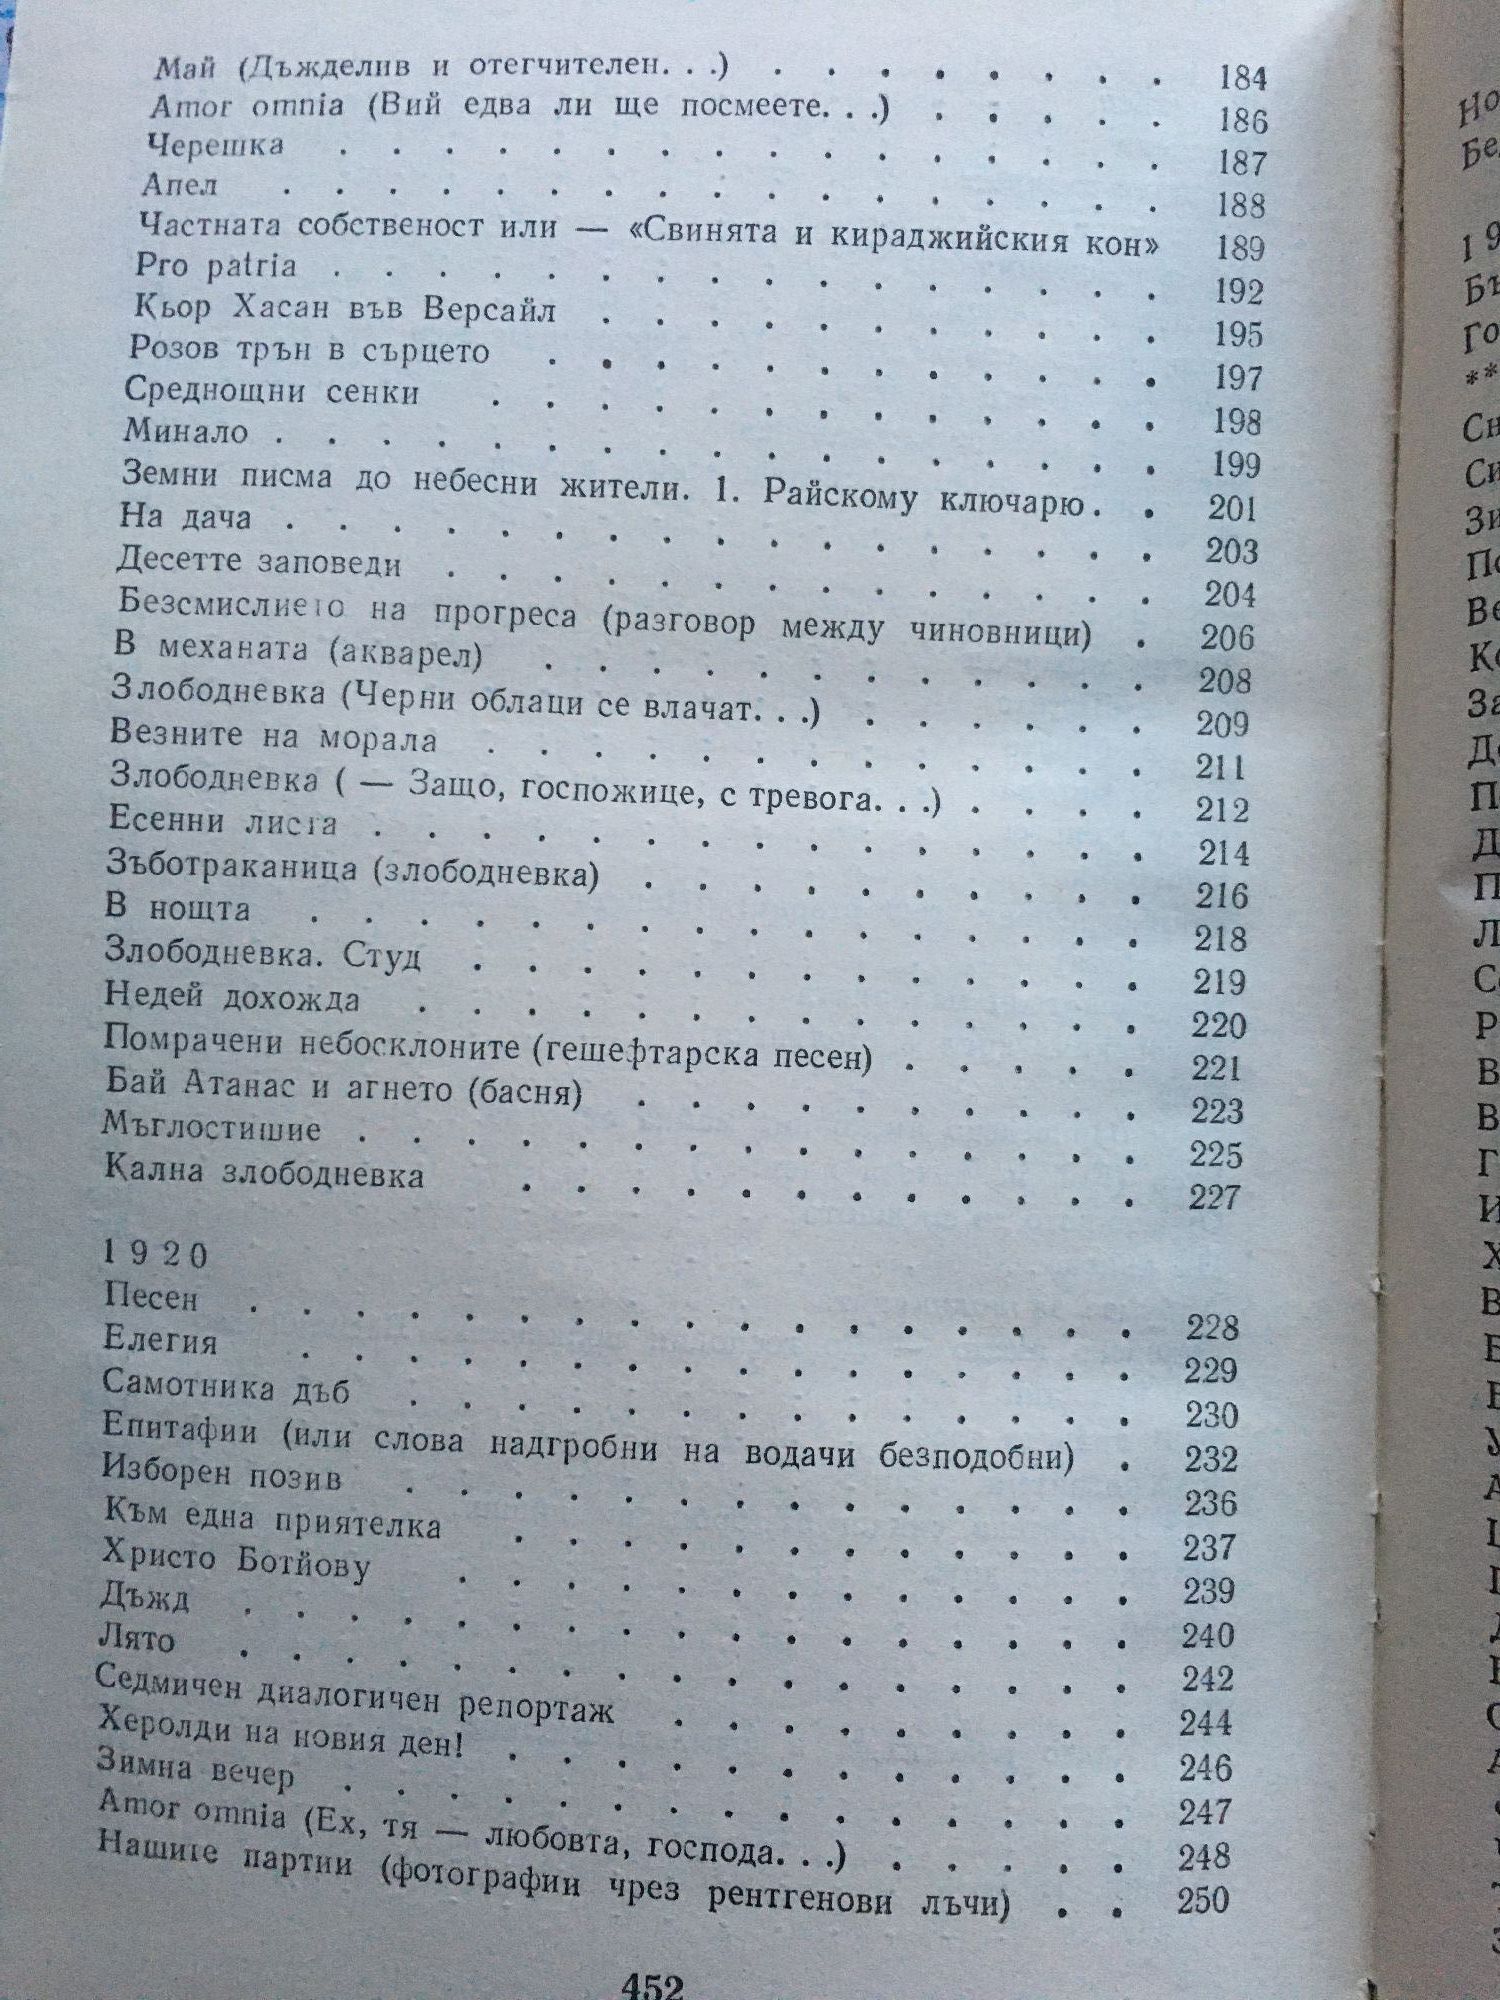 Май (Дъжделив и отегчителен. . .) . . . . . . . . 184
Amor omnia (Вий едва ли ще посмеете. . .) . . . . . 186
Черешка . . . . . . . . . . . . . . . . 187
Апел . . . . . . . . . . . . . . . . . 188
Частната собственост или — «Свинята и кираджийския кон» 189
Pro patria . . . . . . . . . . . . . . . . 192
Кьор Хасан във Версайл . . . . . . . . . . . 195
Розов трън в сърцето . . . . . . . . . . . . 197
Среднощни сенки . . . . . . . . . . . . . 198
Минало . . . . . . . . . . . . . . . . . 199
Земни писма до небесни жители. 1. Райскому ключарю. . 201
На дача . . . . . . . . . . . . . . . . . 203
Десетте заповеди . . . . . . . . . . . . . . 204
Безсмислието на прогреса (разговор между чиновници) . 206
В механата (акварел) . . . . . . . . . . . . 208
Злободневка (Черни облаци се влачат. . .) . . . . . . 209
Везните на морала . . . . . . . . . . . . . 211
Злободневка ( — Защо, госпожице, с тревога. . .) . . . . 212
Есенни листа . . . . . . . . . . . . . . . 214
Зъботраканица (злободневка) . . . . . . . . . . 216
В нощта . . . . . . . . . . . . . . . . 218
Злободневка. Студ . . . . . . . . . . . . . 219
Недей дохожда . . . . . . . . . . . . . . 220
Помрачени небосклоните (гешефтарска песен) . . . . . 221
Бай Атанас и агнето (басня) . . . . . . . . . . 223
Мъглостишие . . . . . . . . . . . . . . . 225
Кална злободневка . . . . . . . . . . . . 227
1920
Песен . . . . . . . . . . . . . . . . . 228
Елегия . . . . . . . . . . . . . . . . 229
Самотника дъб . . . . . . . . . . . . . . 230
Епитафии (или слова надгробни на водачи безподобни) . 232
Изборен позив . . . . . . . . . . . . . . 236
Към една приятелка . . . . . . . . . . . . 237
Христо Ботйову . . . . . . . . . . . . . 239
Дъжд . . . . . . . . . . . . . . . . . 240
Лято . . . . . . . . . . . . . . . . . 242
Седмичен диалогичен репортаж . . . . . . . . . 244
Херолди на новия ден! . . . . . . . . . . . . 246
Зимна вечер . . . . . . . . . . . . . . . 247
Amor omnia (Ех, тя — любовта, господа. . .) . . . . . 248
Нашите партии (фотографии чрез рентгенови лъчи) . . 250
452